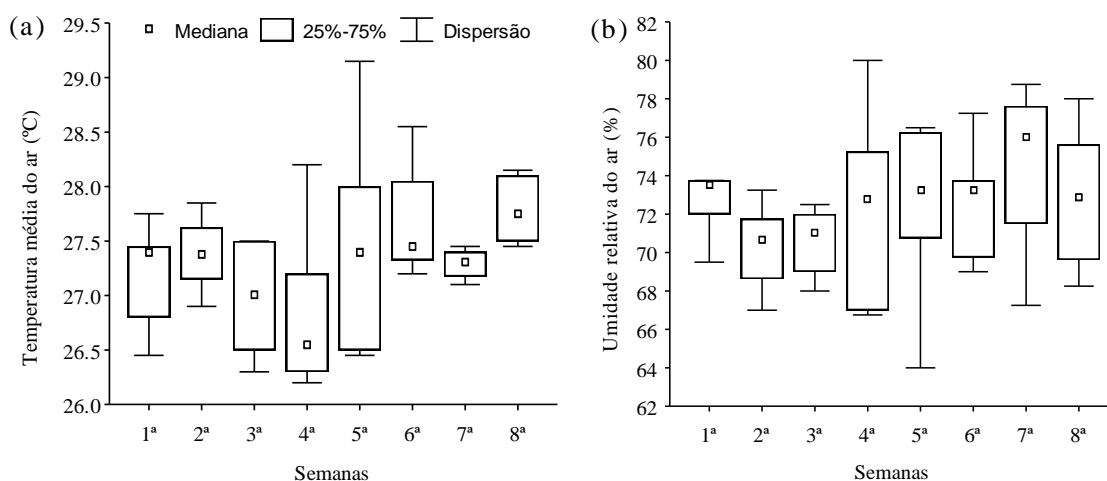 (a)
Mediana 25%-75% Dispersão
Temperatura média do ar (ºC)
29.5
29.0
28.5
28.0
27.5
27.0
26.5
26.0
1ª 2ª 3ª 4ª 5ª 6ª 7ª 8ª
Semanas
(b)
Umidade relativa do ar (%)
82
80
78
76
74
72
70
68
66
64
62
1ª 2ª 3ª 4ª 5ª 6ª 7ª 8ª
Semanas